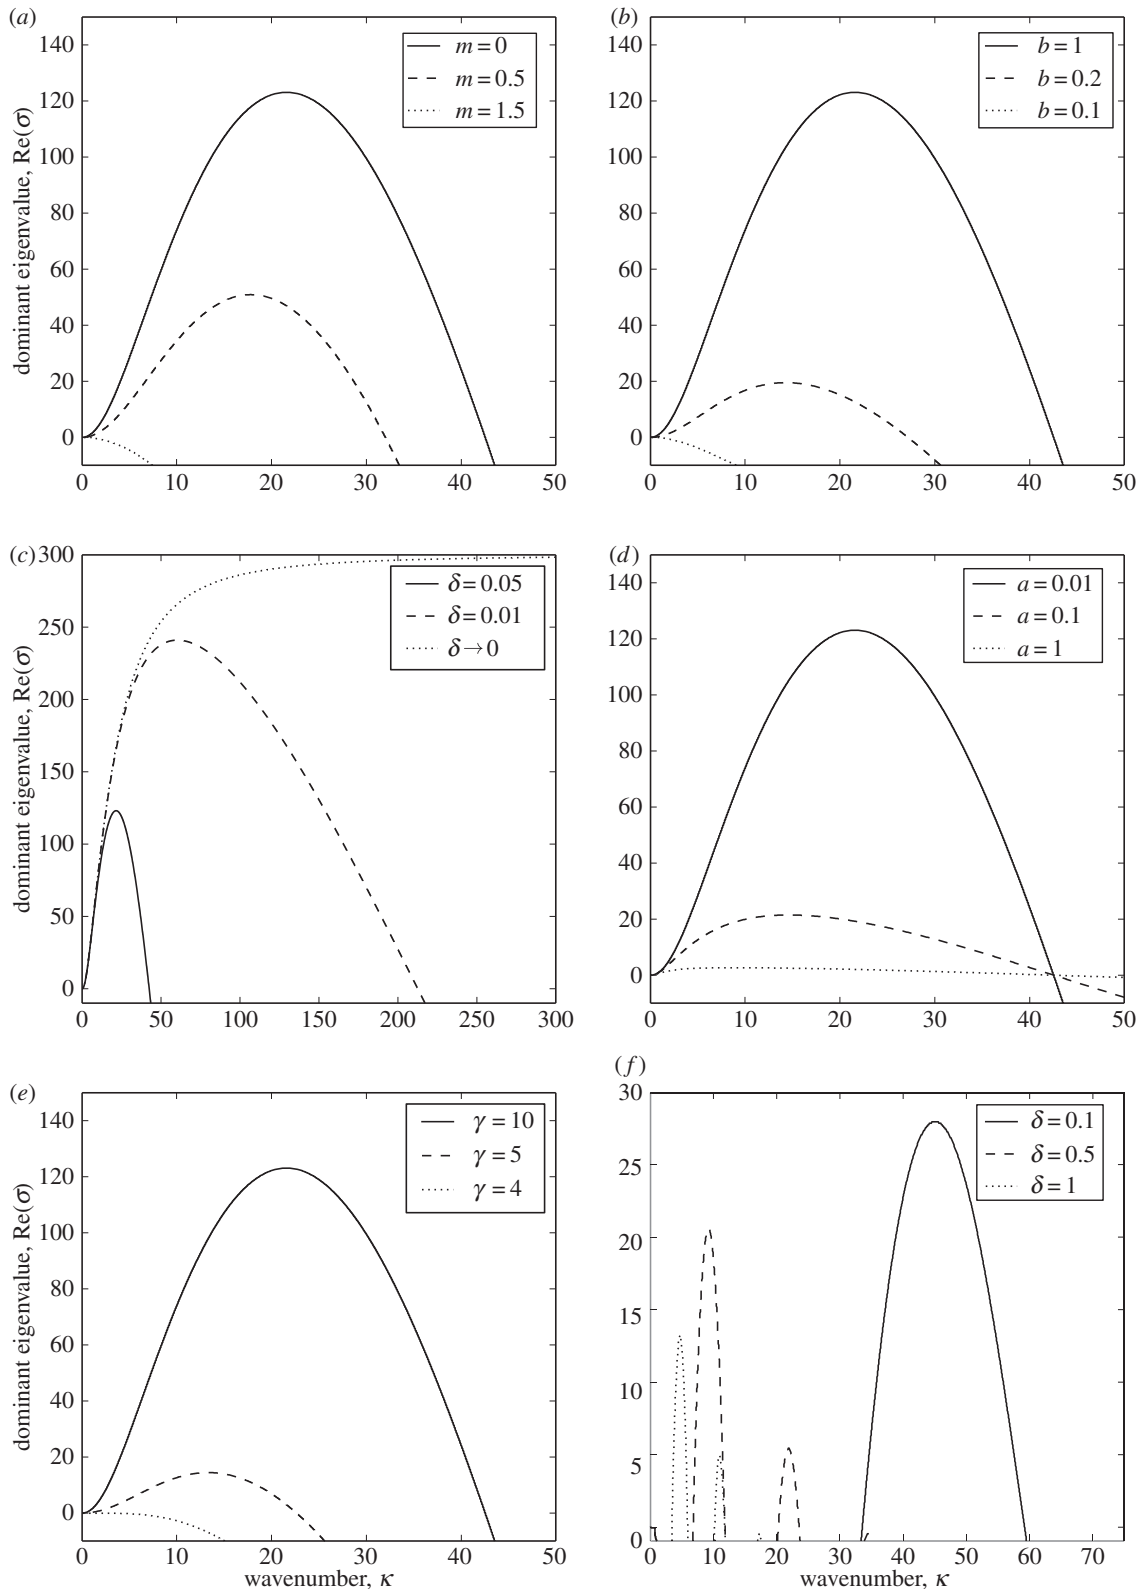 (a)
dominant eigenvalue, Re(σ)
140
120
100
80
60
40
20
0
0 10 20 30 40 50
m = 0
m = 0.5
m = 1.5
(b)
140
120
100
80
60
40
20
0
0 10 20 30 40 50
b = 1
b = 0.2
b = 0.1
(c)
dominant eigenvalue, Re(σ)
300
250
200
150
100
50
0
0 50 100 150 200 250 300
δ = 0.05
δ = 0.01
δ → 0
(d)
140
120
100
80
60
40
20
0
0 10 20 30 40 50
a = 0.01
a = 0.1
a = 1
(e)
dominant eigenvalue, Re(σ)
140
120
100
80
60
40
20
0
0 10 20 30 40 50
wavenumber, κ
γ = 10
γ = 5
γ = 4
(f)
30
25
20
15
10
5
0
0 10 20 30 40 50 60 70
wavenumber, κ
δ = 0.1
δ = 0.5
δ = 1